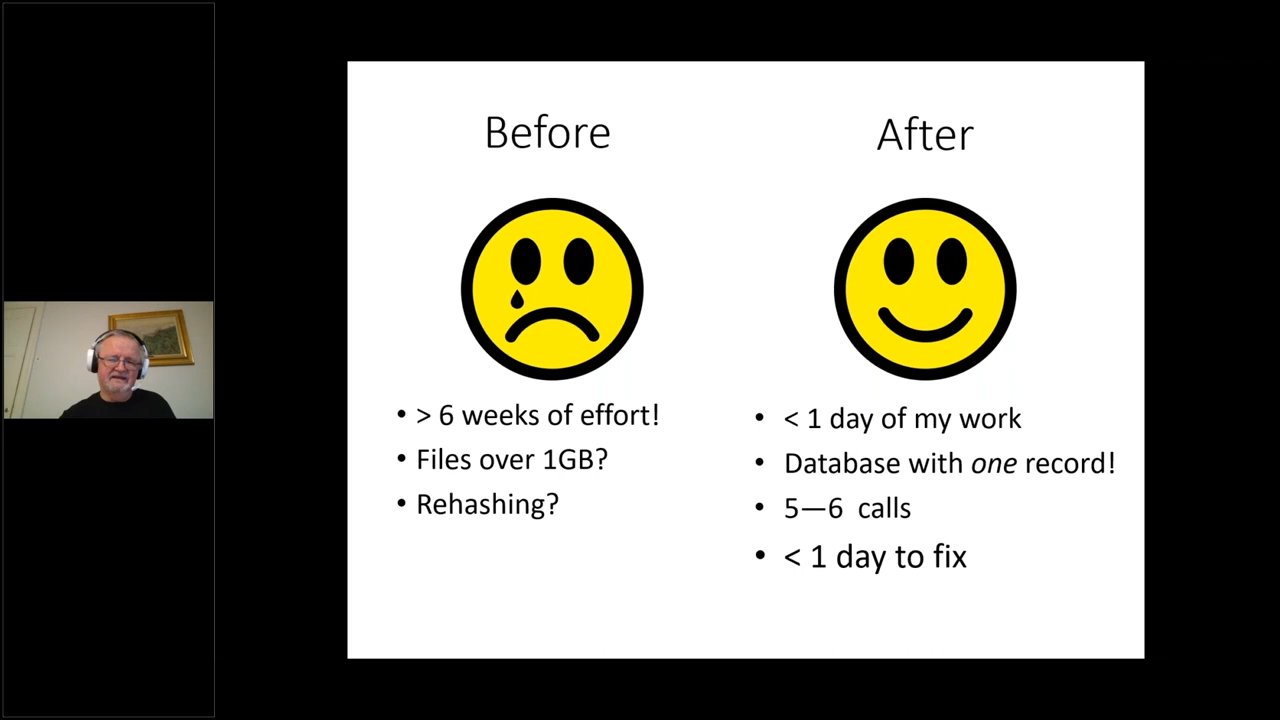 Before
> 6 weeks of effort!
Files over 1GB?
Rehashing?
After
< 1 day of my work
Database with one record!
5—6 calls
< 1 day to fix